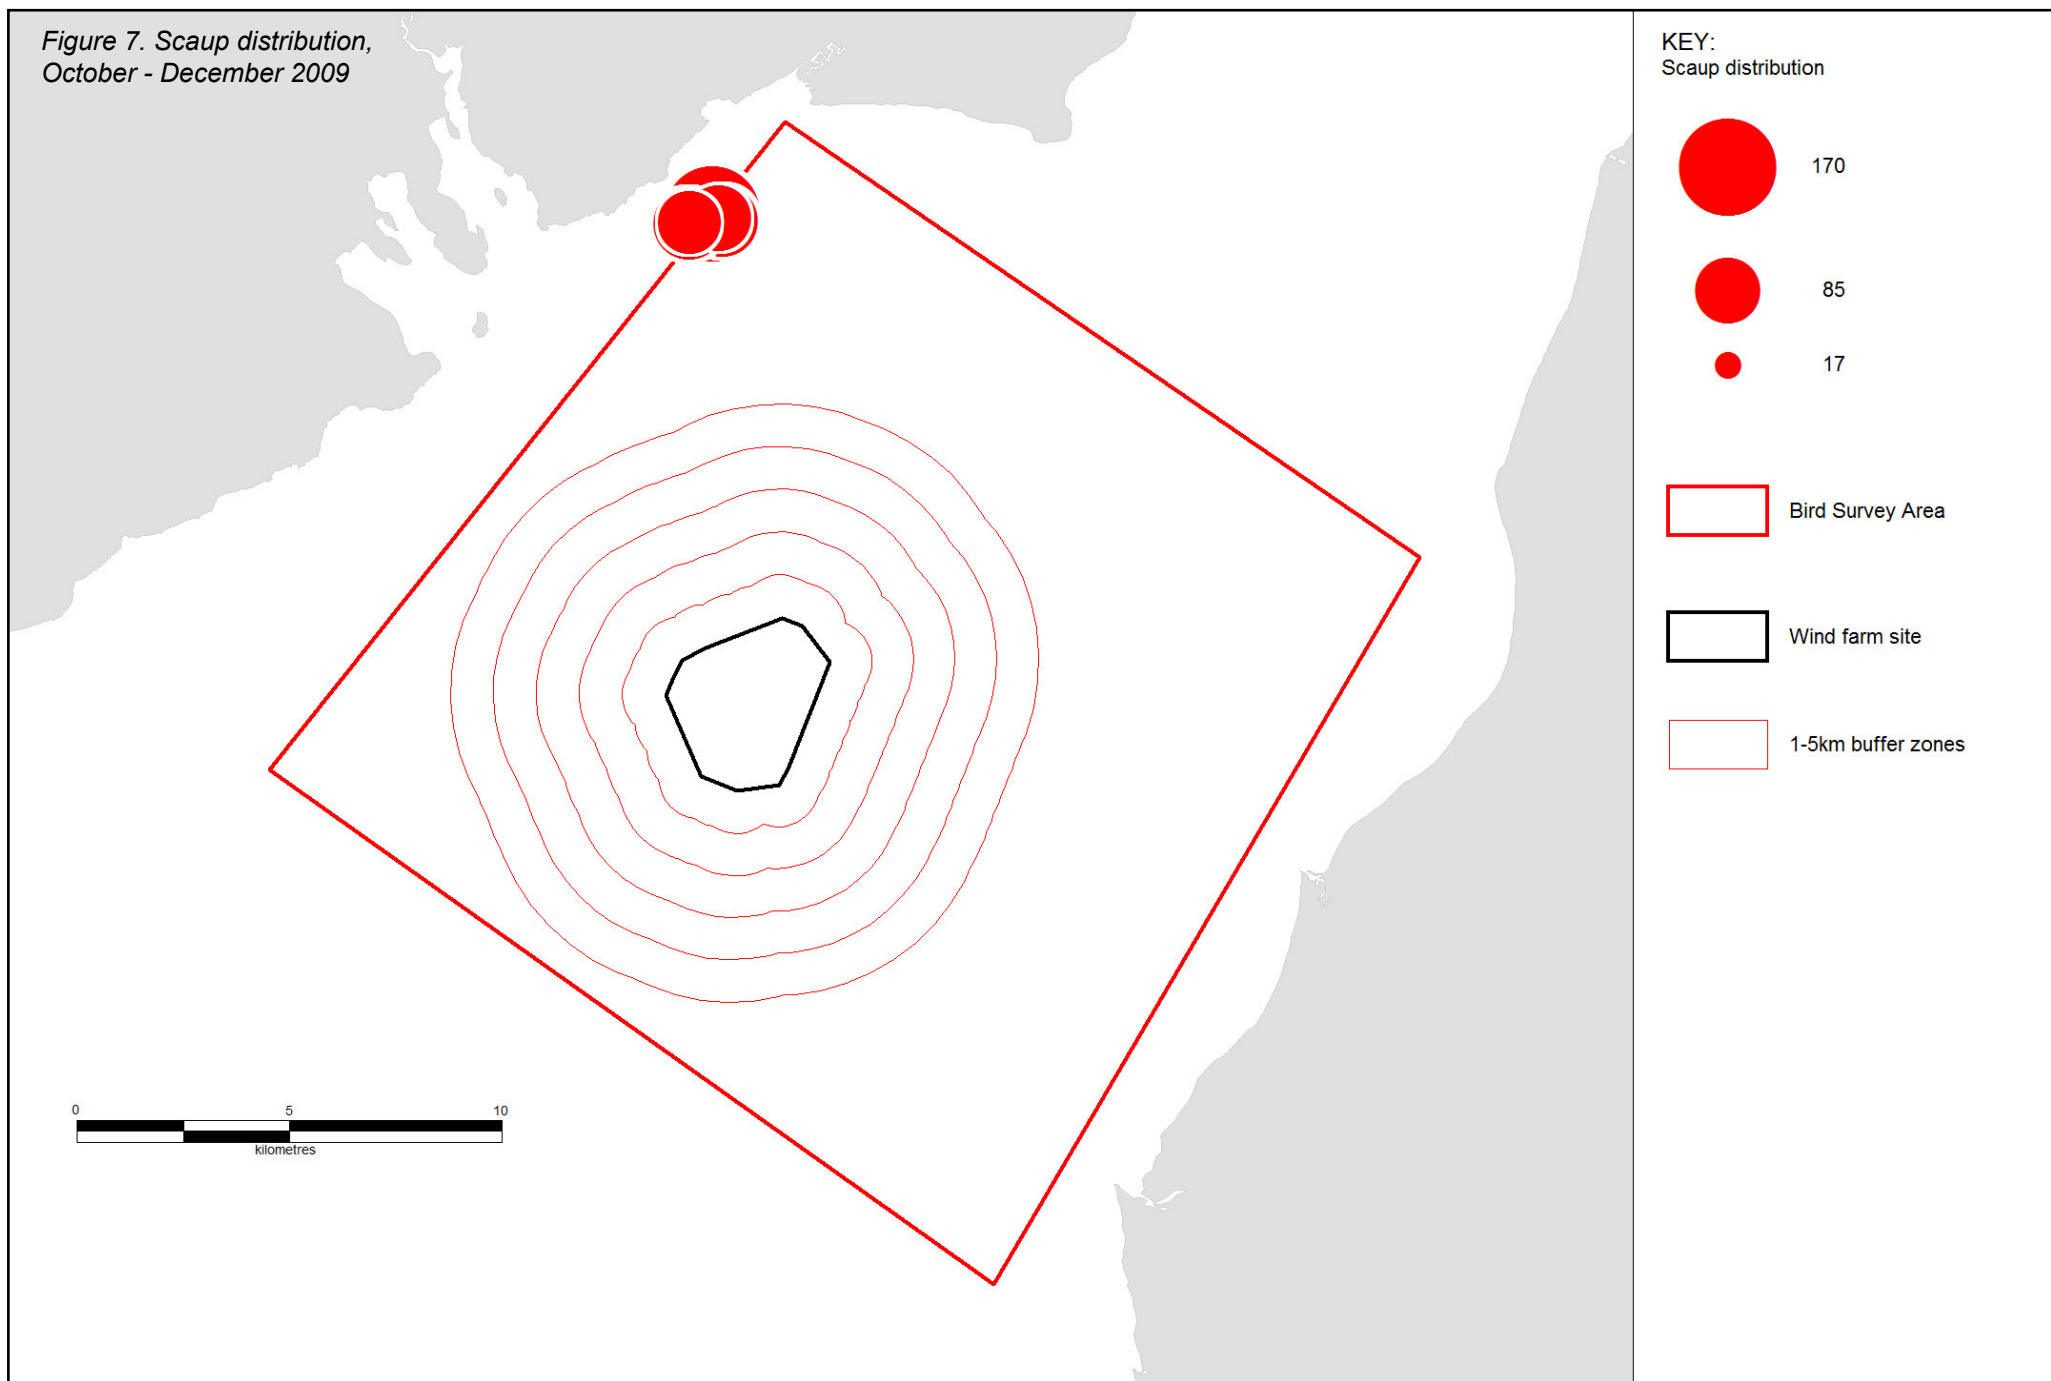 Figure 7. Scaup distribution,
October - December 2009
KEY:
Scaup distribution
170
85
17
Bird Survey Area
Wind farm site
1-5km buffer zones
0 5 10
kilometres